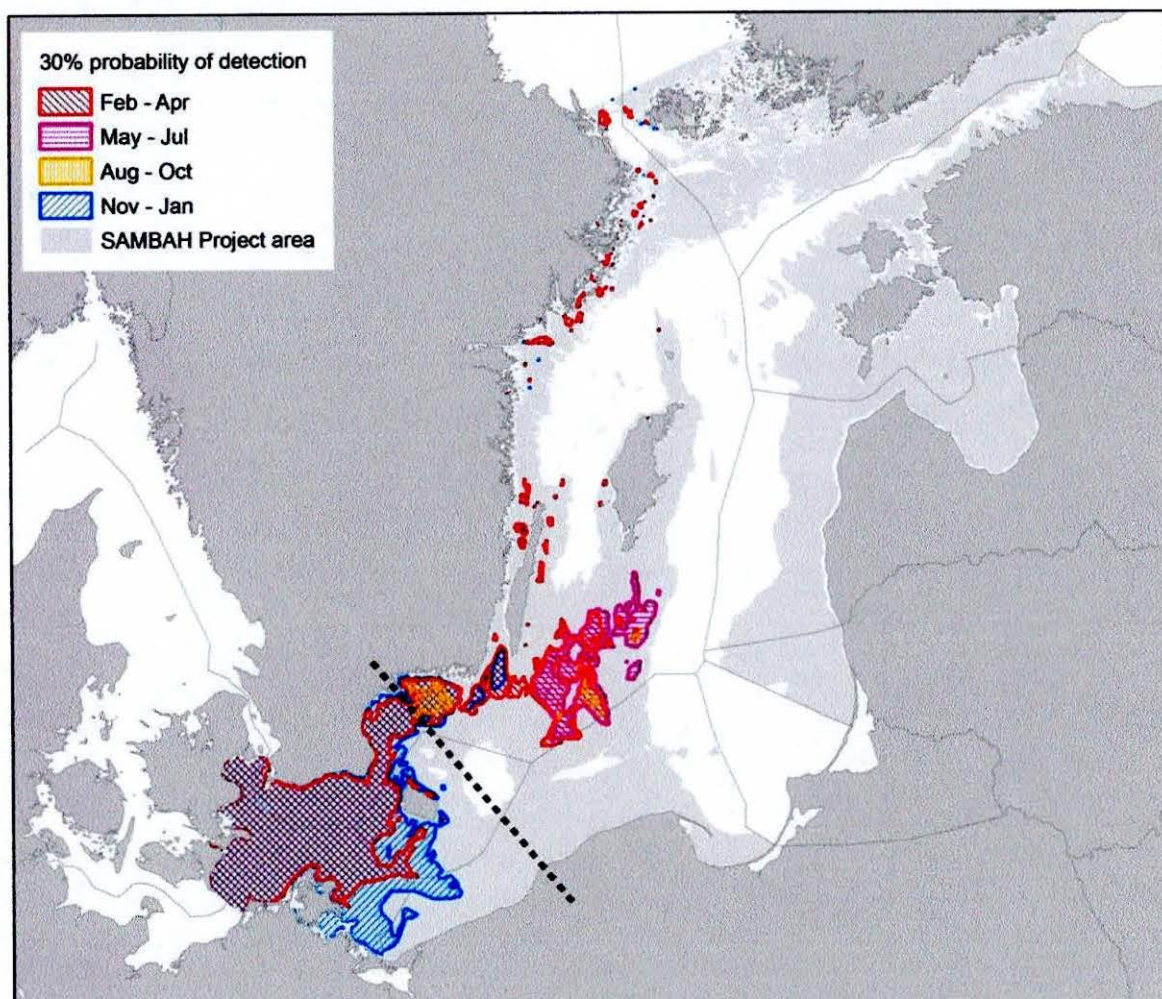 30% probability of detection
Feb - Apr
May - Jul
Aug - Oct
Nov - Jan
SAMBAH Project area